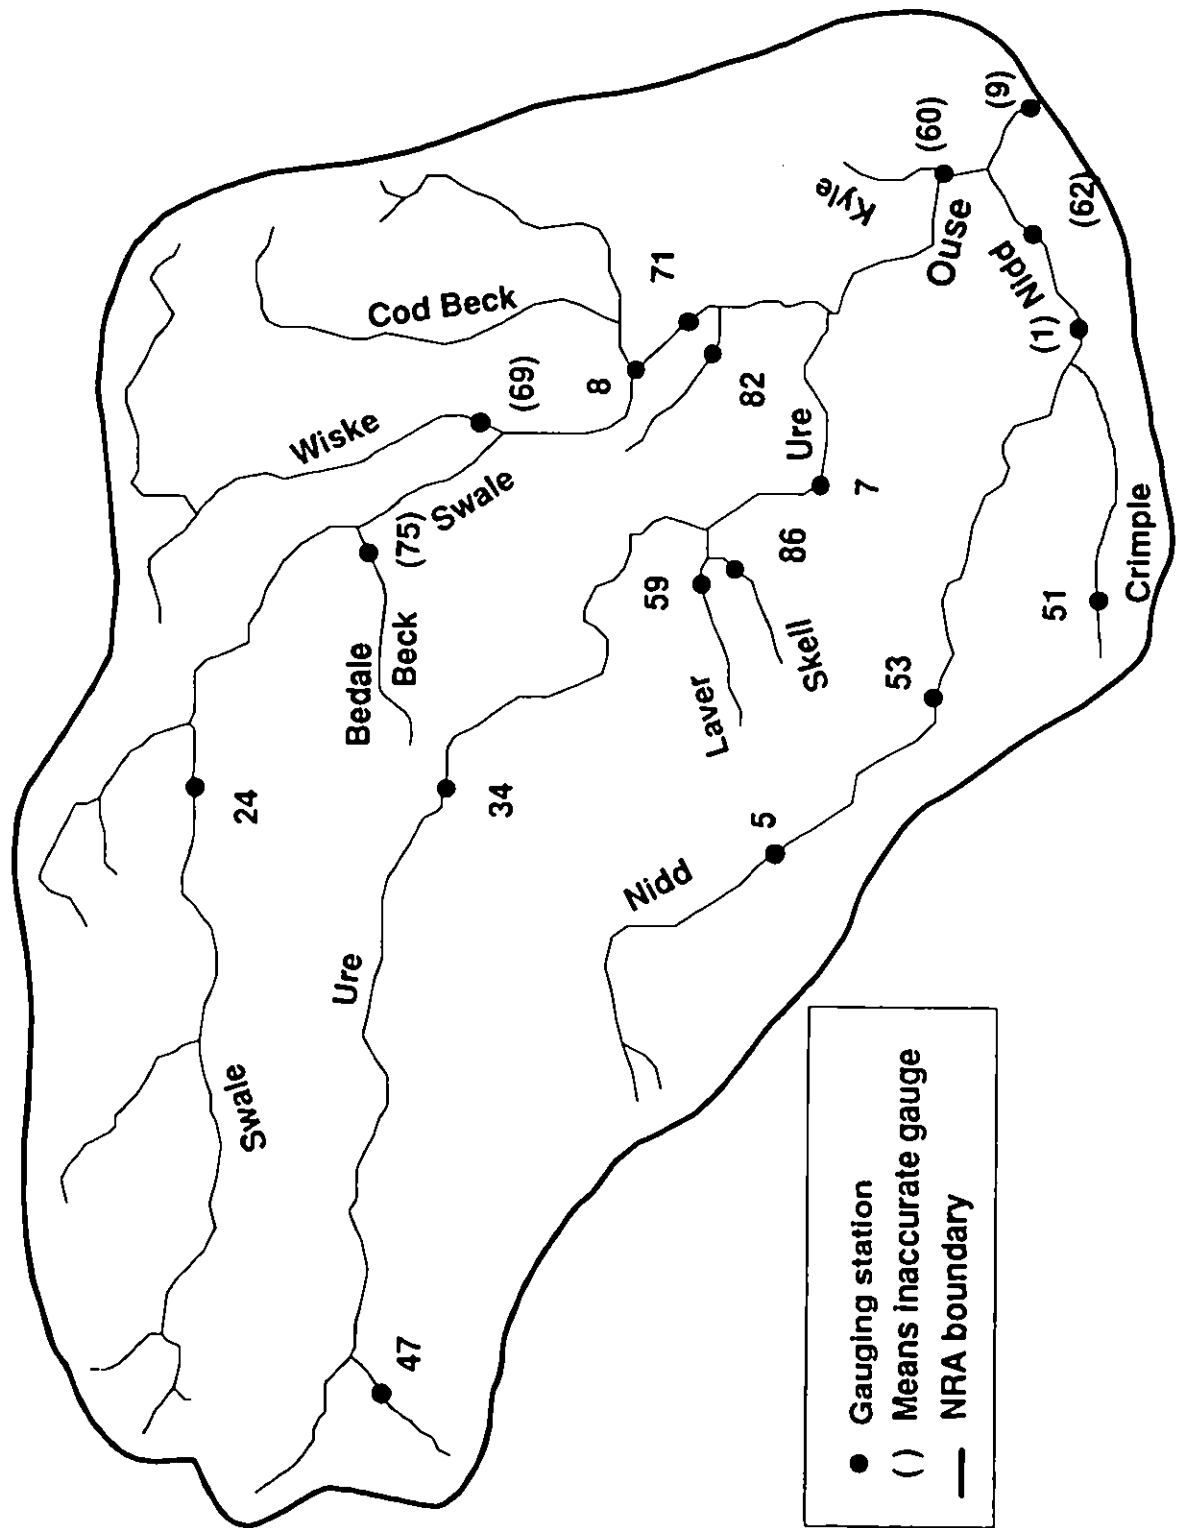 Swale
24
Bedale
Beck
(75)
Swale
Wiske
(69)
Cod Beck
8
71
82
47
Ure
34
Laver
59
Skell
86
7
Ure
Kyle
(60)
Ouse
(9)
(62)
Nidd
(1)
Nidd
5
53
51
Crimple
Gauging station
( ) Means inaccurate gauge
NRA boundary